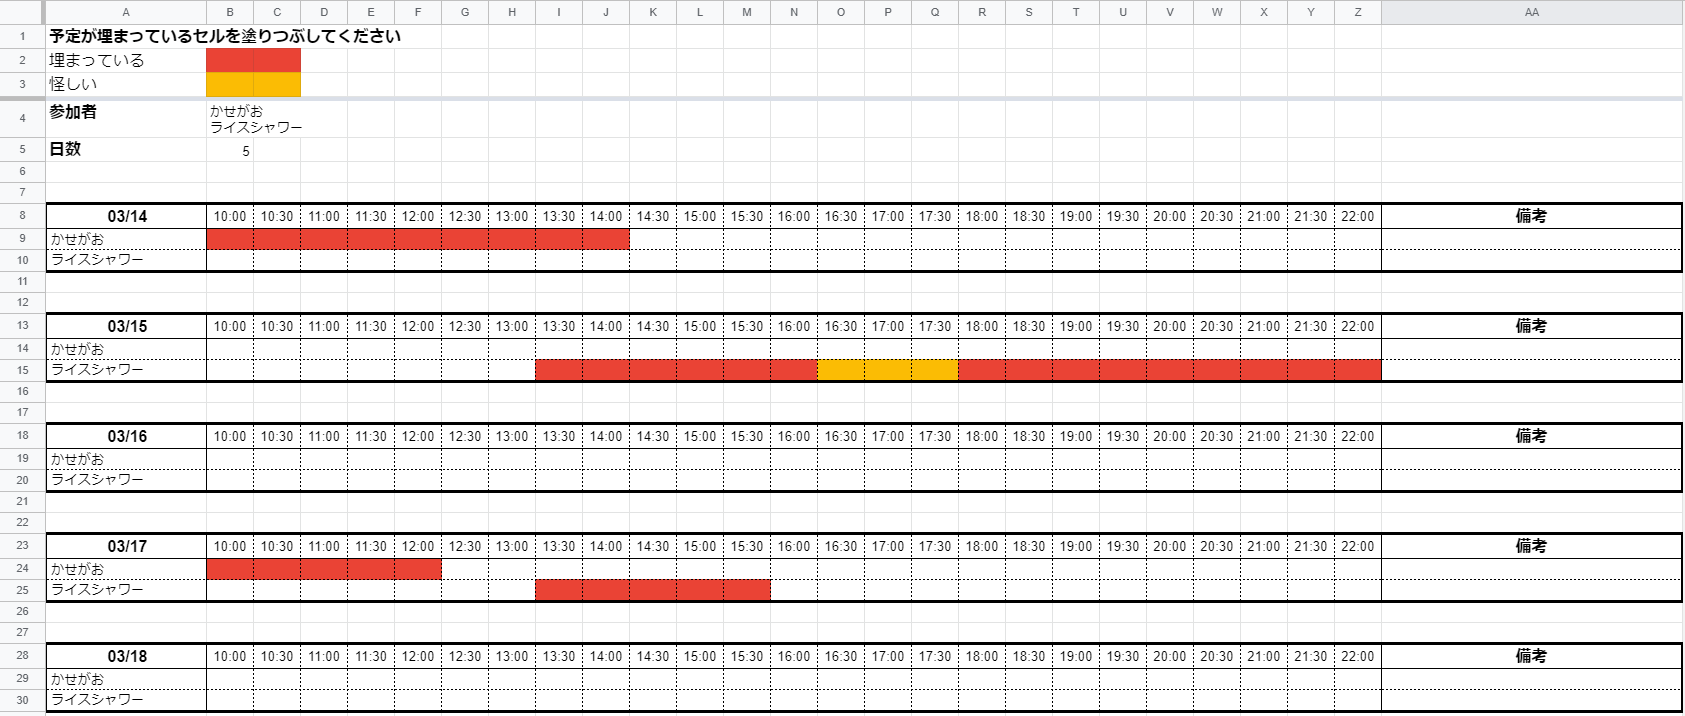 A B C D E F G H I J K L M N O P Q R S T U V W X Y Z AA
1 予定が埋まっているセルを塗りつぶしてください
2 埋まっている
3 怪しい
4 参加者 かせがお
ライスシャワー
5 日数 5
6
7
8 03/14 10:00 10:30 11:00 11:30 12:00 12:30 13:00 13:30 14:00 14:30 15:00 15:30 16:00 16:30 17:00 17:30 18:00 18:30 19:00 19:30 20:00 20:30 21:00 21:30 22:00 備考
9 かせがお
10 ライスシャワー
11
12
13 03/15 10:00 10:30 11:00 11:30 12:00 12:30 13:00 13:30 14:00 14:30 15:00 15:30 16:00 16:30 17:00 17:30 18:00 18:30 19:00 19:30 20:00 20:30 21:00 21:30 22:00 備考
14 かせがお
15 ライスシャワー
16
17
18 03/16 10:00 10:30 11:00 11:30 12:00 12:30 13:00 13:30 14:00 14:30 15:00 15:30 16:00 16:30 17:00 17:30 18:00 18:30 19:00 19:30 20:00 20:30 21:00 21:30 22:00 備考
19 かせがお
20 ライスシャワー
21
22
23 03/17 10:00 10:30 11:00 11:30 12:00 12:30 13:00 13:30 14:00 14:30 15:00 15:30 16:00 16:30 17:00 17:30 18:00 18:30 19:00 19:30 20:00 20:30 21:00 21:30 22:00 備考
24 かせがお
25 ライスシャワー
26
27
28 03/18 10:00 10:30 11:00 11:30 12:00 12:30 13:00 13:30 14:00 14:30 15:00 15:30 16:00 16:30 17:00 17:30 18:00 18:30 19:00 19:30 20:00 20:30 21:00 21:30 22:00 備考
29 かせがお
30 ライスシャワー